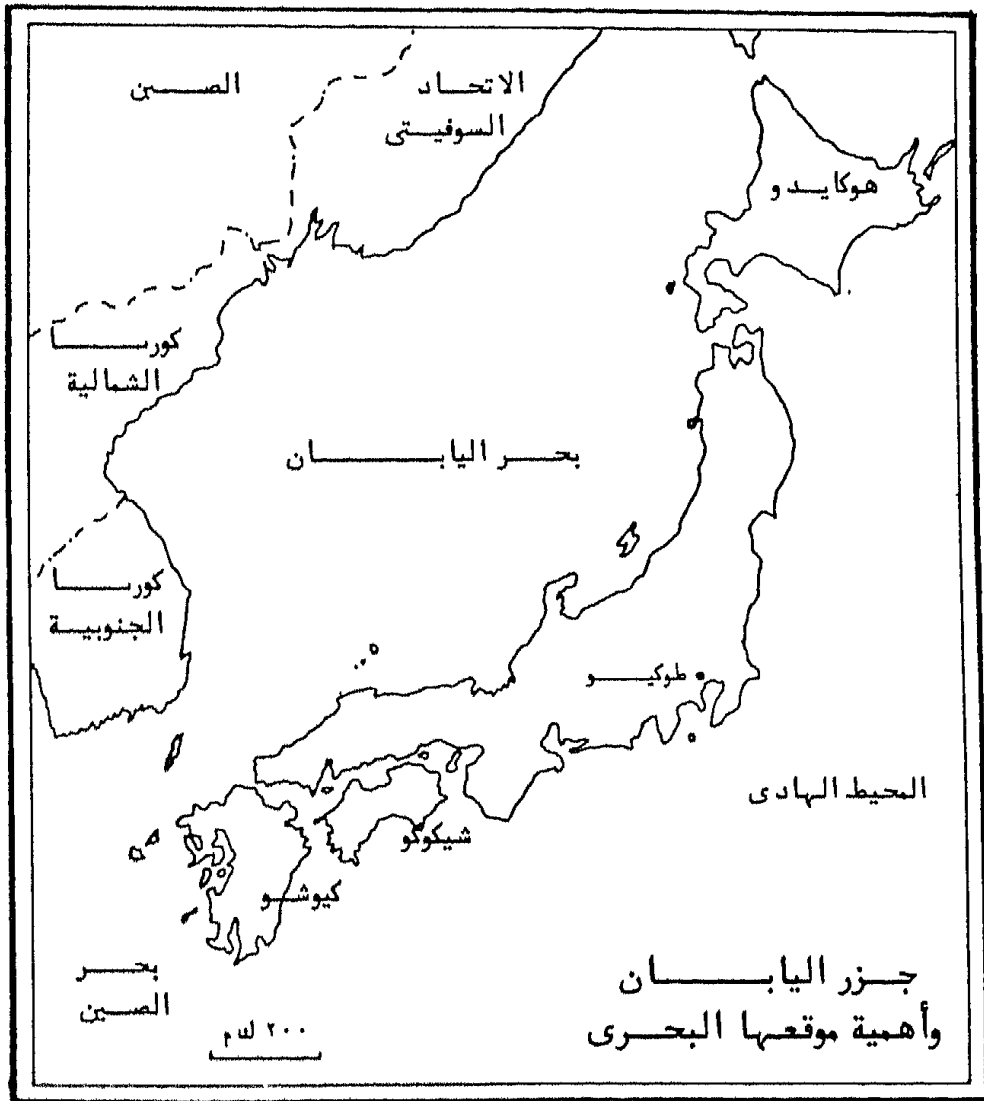 الصين
الاتحاد
السوفيتى
هوكايدو
كوريا
الشمالية
بحر اليابان
كوريا
الجنوبية
طوكيو
المحيط الهادى
شيكوكو
كيوشو
بحر
الصين
جزر اليابان
وأهمية موقعها البحرى
٢٠٠ كم